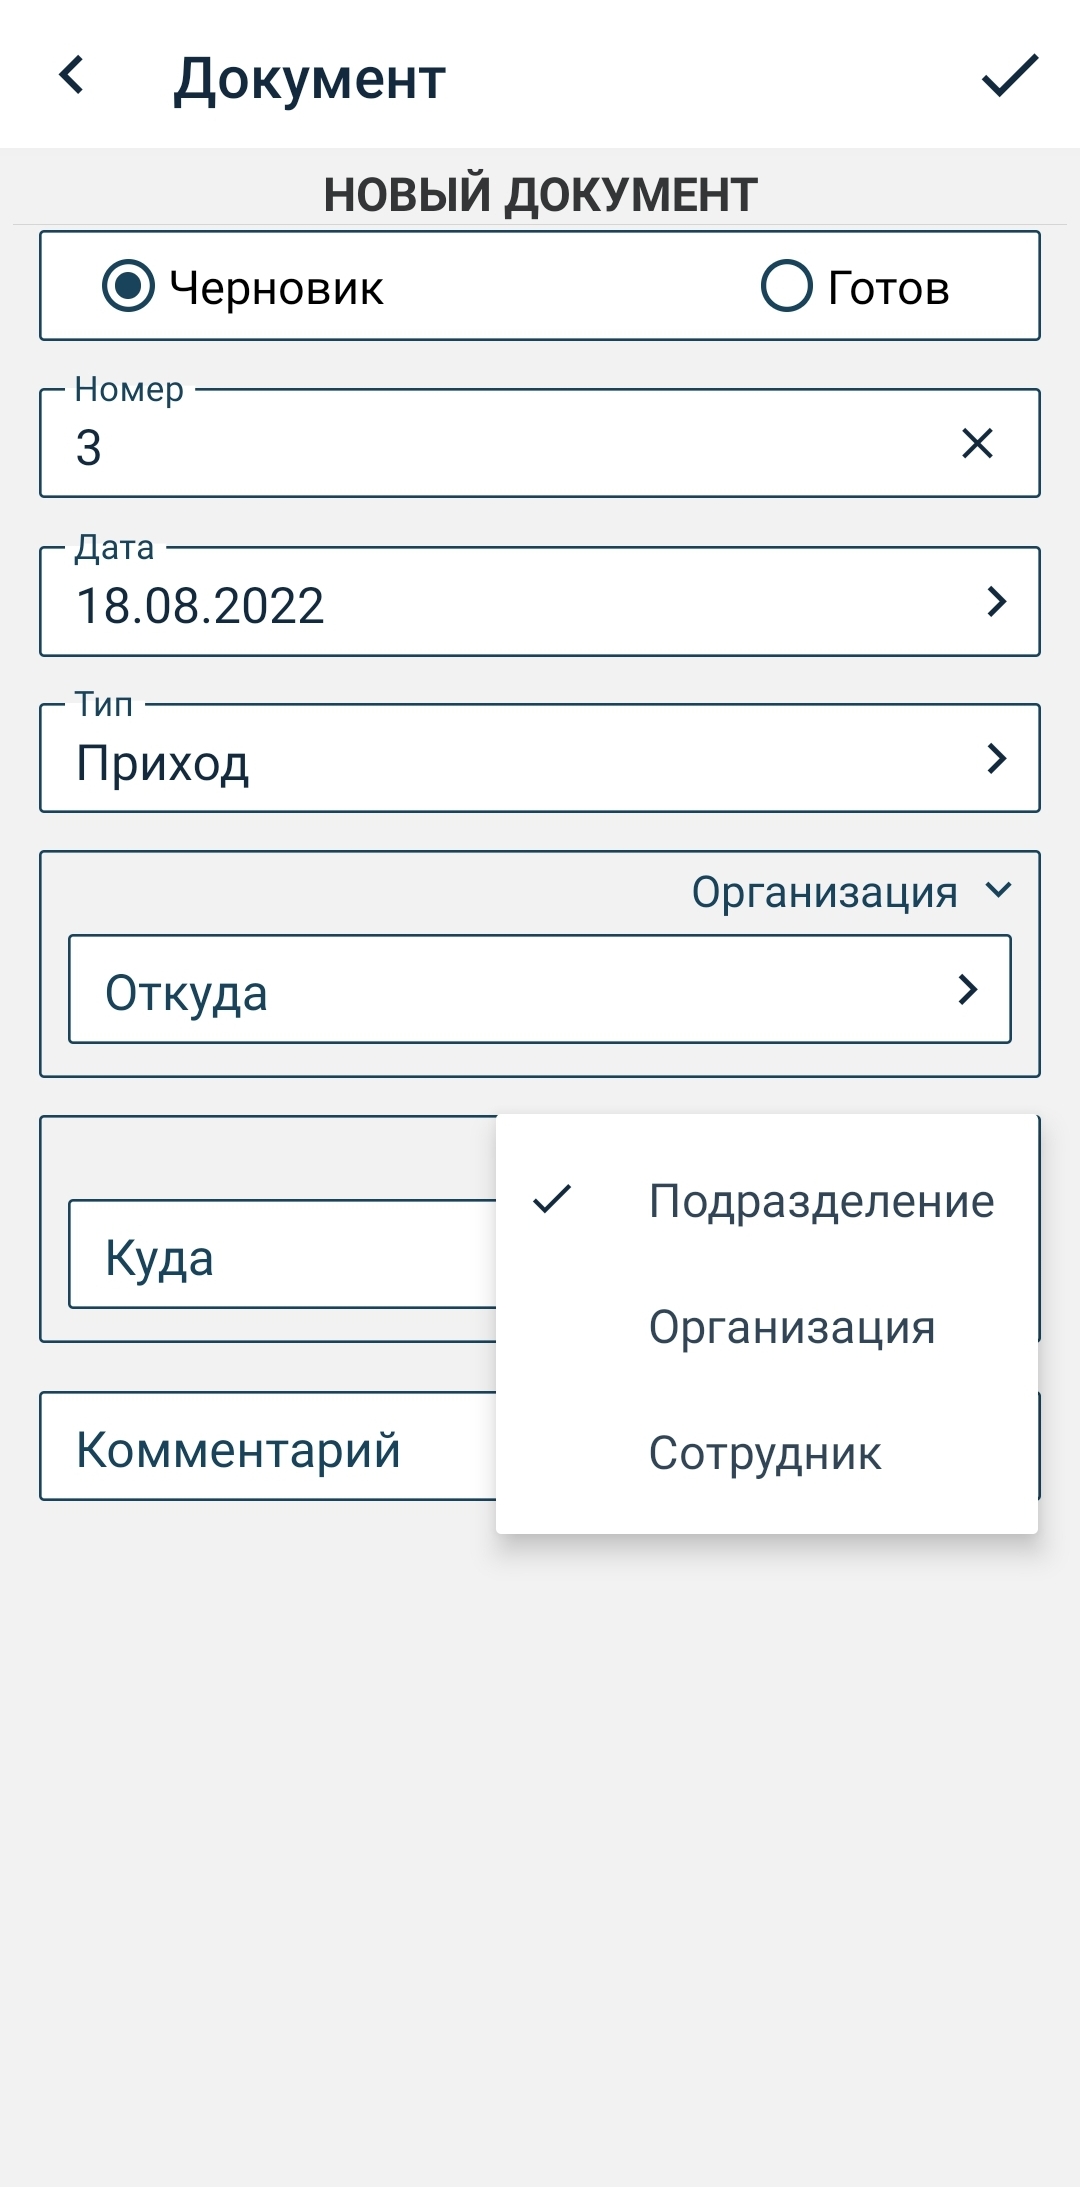 Документ
НОВЫЙ ДОКУМЕНТ
Черновик Готов
Номер
3
Дата
18.08.2022
Тип
Приход
Организация
Откуда
Подразделение
Куда
Организация
Комментарий
Сотрудник